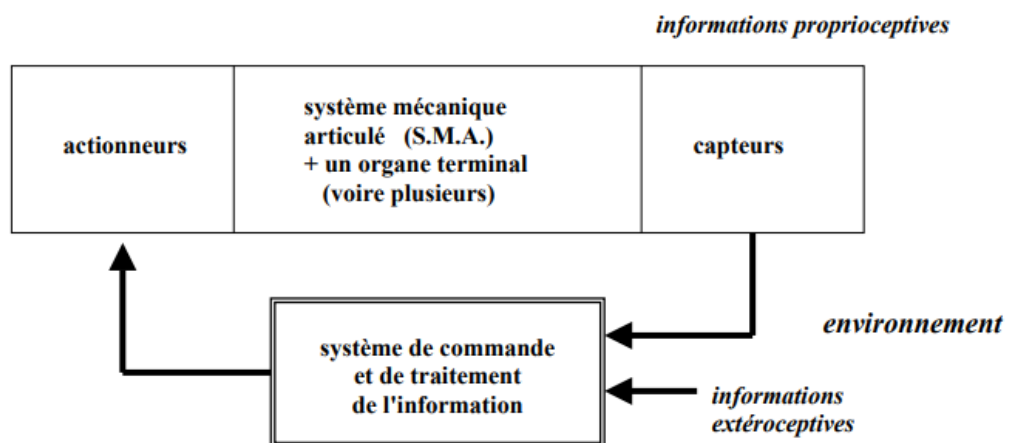 informations proprioceptives
actionneurs
système mécanique
articulé (S.M.A.)
+ un organe terminal
(voire plusieurs)
capteurs
système de commande
et de traitement
de l'information
environnement
informations
extéroceptives